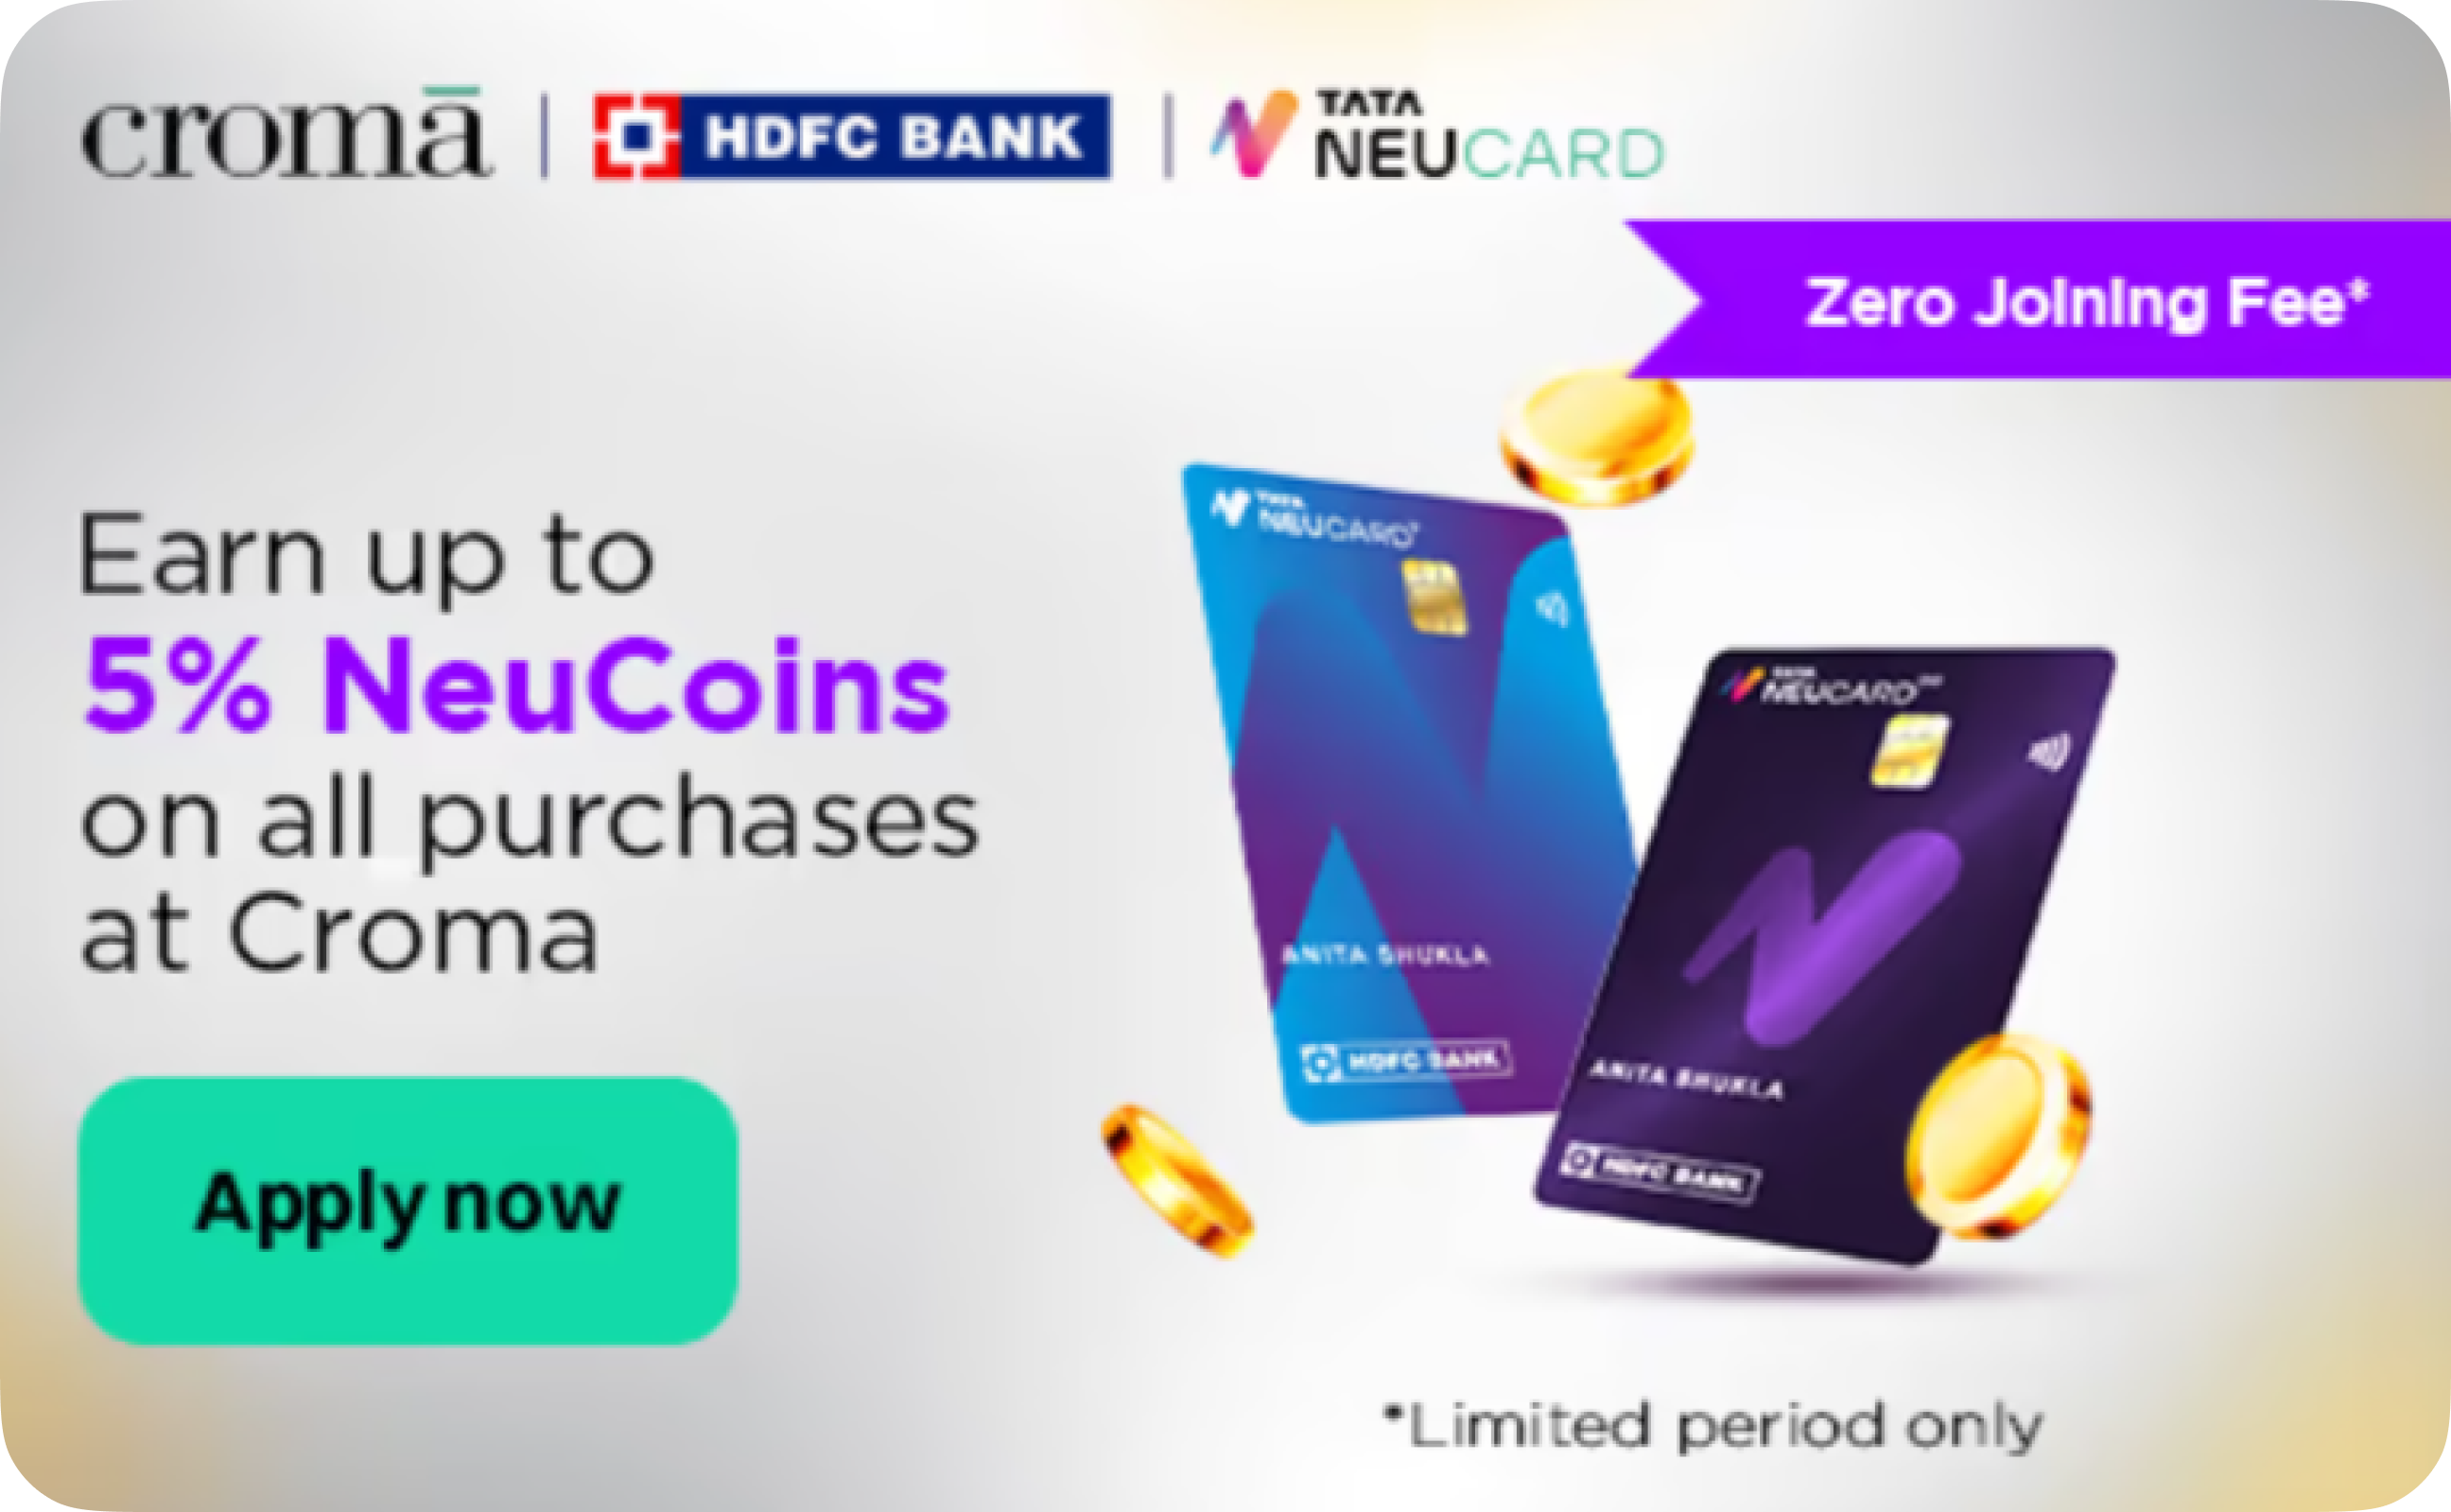 cromā
HDFC BANK
TATA
NEUCARD
Zero Joining Fee*
Earn up to
5% NeuCoins
on all purchases
at Croma
Apply now
TATA
NEUCARD
ANITA SHUKLA
HDFC BANK
TATA
NEUCARD
ANITA SHUKLA
HDFC BANK
*Limited period only